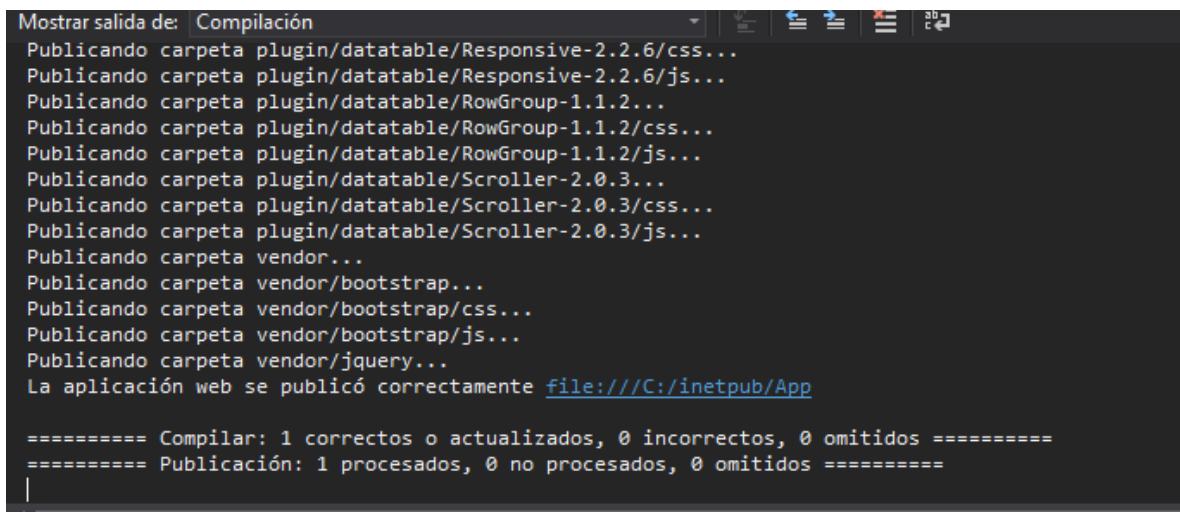 Mostrar salida de: Compilación
Publicando carpeta plugin/datatable/Responsive-2.2.6/css...
Publicando carpeta plugin/datatable/Responsive-2.2.6/js...
Publicando carpeta plugin/datatable/RowGroup-1.1.2...
Publicando carpeta plugin/datatable/RowGroup-1.1.2/css...
Publicando carpeta plugin/datatable/RowGroup-1.1.2/js...
Publicando carpeta plugin/datatable/Scroller-2.0.3...
Publicando carpeta plugin/datatable/Scroller-2.0.3/css...
Publicando carpeta plugin/datatable/Scroller-2.0.3/js...
Publicando carpeta vendor...
Publicando carpeta vendor/bootstrap...
Publicando carpeta vendor/bootstrap/css...
Publicando carpeta vendor/bootstrap/js...
Publicando carpeta vendor/jquery...
La aplicación web se publicó correctamente file:///C:/inetpub/App
========== Compilar: 1 correctos o actualizados, 0 incorrectos, 0 omitidos ==========
========== Publicación: 1 procesados, 0 no procesados, 0 omitidos ==========